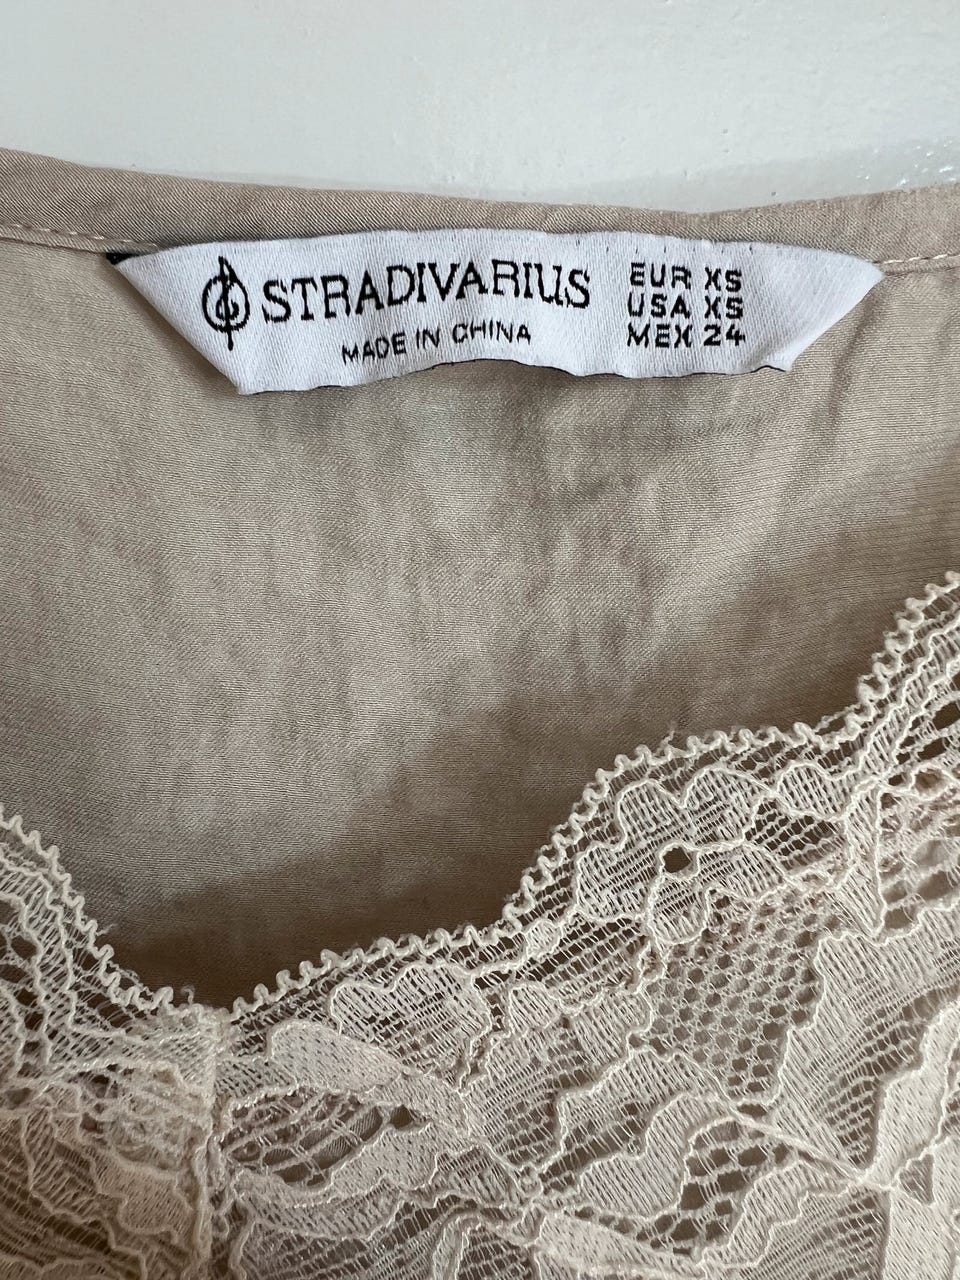 STRADIVARIUS
MADE IN CHINA
EUR XS
USA XS
MEX 24